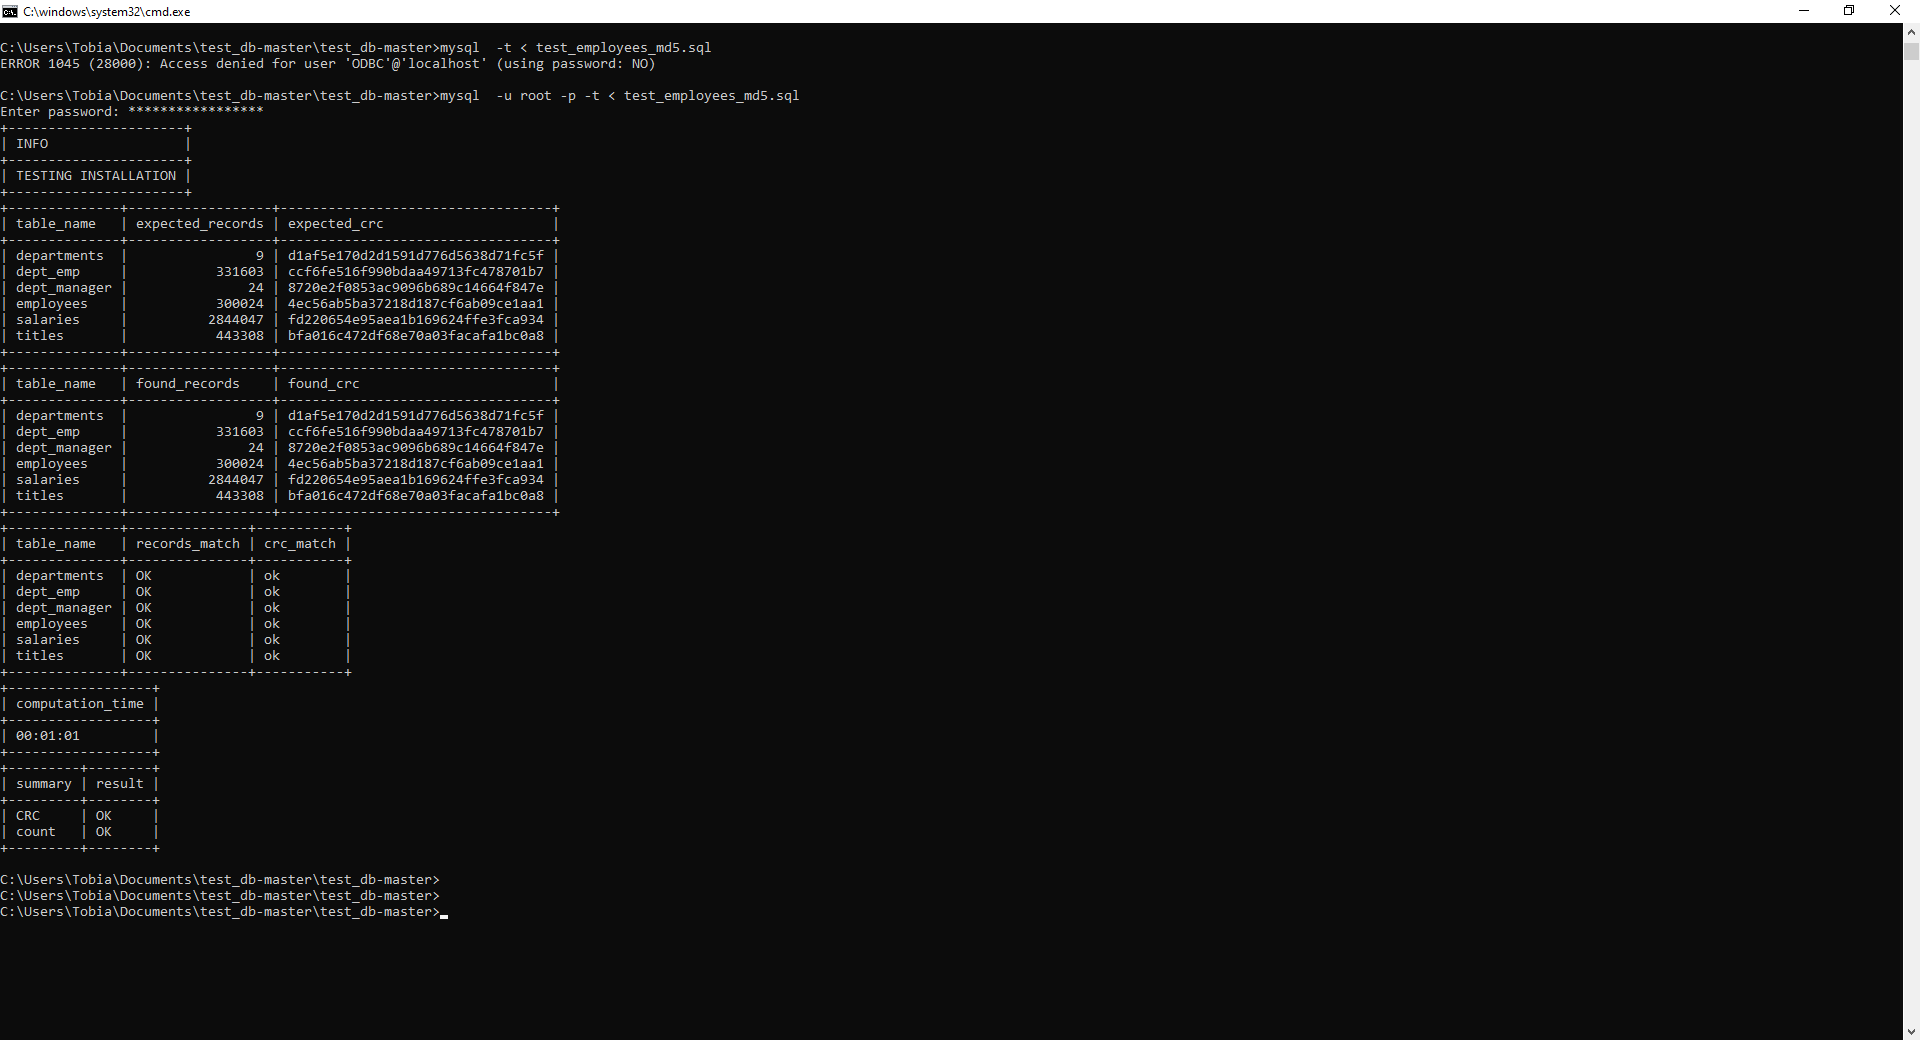 C:\windows\system32\cmd.exe
C:\Users\Tobia\Documents\test_db-master\test_db-master>mysql  -t < test_employees_md5.sql
ERROR 1045 (28000): Access denied for user 'ODBC'@'localhost' (using password: NO)
C:\Users\Tobia\Documents\test_db-master\test_db-master>mysql  -u root -p -t < test_employees_md5.sql
Enter password: *****************
+----------------------+
| INFO                 |
+----------------------+
| TESTING INSTALLATION |
+----------------------+
+--------------+------------------+----------------------------------+
| table_name   | expected_records | expected_crc                     |
+--------------+------------------+----------------------------------+
| departments  |                9 | d1af5e170d2d1591d776d5638d71fc5f |
| dept_emp     |           331603 | ccf6fe516f990bdaa49713fc478701b7 |
| dept_manager |               24 | 8720e2f0853ac9096b689c14664f847e |
| employees    |           300024 | 4ec56ab5ba37218d187cf6ab09ce1aa1 |
| salaries     |          2844047 | fd220654e95aea1b169624ffe3fca934 |
| titles       |           443308 | bfa016c472df68e70a03facafa1bc0a8 |
+--------------+------------------+----------------------------------+
+--------------+------------------+----------------------------------+
| table_name   | found_records    | found_crc                        |
+--------------+------------------+----------------------------------+
| departments  |                9 | d1af5e170d2d1591d776d5638d71fc5f |
| dept_emp     |           331603 | ccf6fe516f990bdaa49713fc478701b7 |
| dept_manager |               24 | 8720e2f0853ac9096b689c14664f847e |
| employees    |           300024 | 4ec56ab5ba37218d187cf6ab09ce1aa1 |
| salaries     |          2844047 | fd220654e95aea1b169624ffe3fca934 |
| titles       |           443308 | bfa016c472df68e70a03facafa1bc0a8 |
+--------------+------------------+----------------------------------+
+--------------+---------------+-----------+
| table_name   | records_match | crc_match |
+--------------+---------------+-----------+
| departments  | OK            | ok        |
| dept_emp     | OK            | ok        |
| dept_manager | OK            | ok        |
| employees    | OK            | ok        |
| salaries     | OK            | ok        |
| titles       | OK            | ok        |
+--------------+---------------+-----------+
+------------------+
| computation_time |
+------------------+
| 00:01:01         |
+------------------+
+---------+--------+
| summary | result |
+---------+--------+
| CRC     | OK     |
| count   | OK     |
+---------+--------+
C:\Users\Tobia\Documents\test_db-master\test_db-master>
C:\Users\Tobia\Documents\test_db-master\test_db-master>
C:\Users\Tobia\Documents\test_db-master\test_db-master>